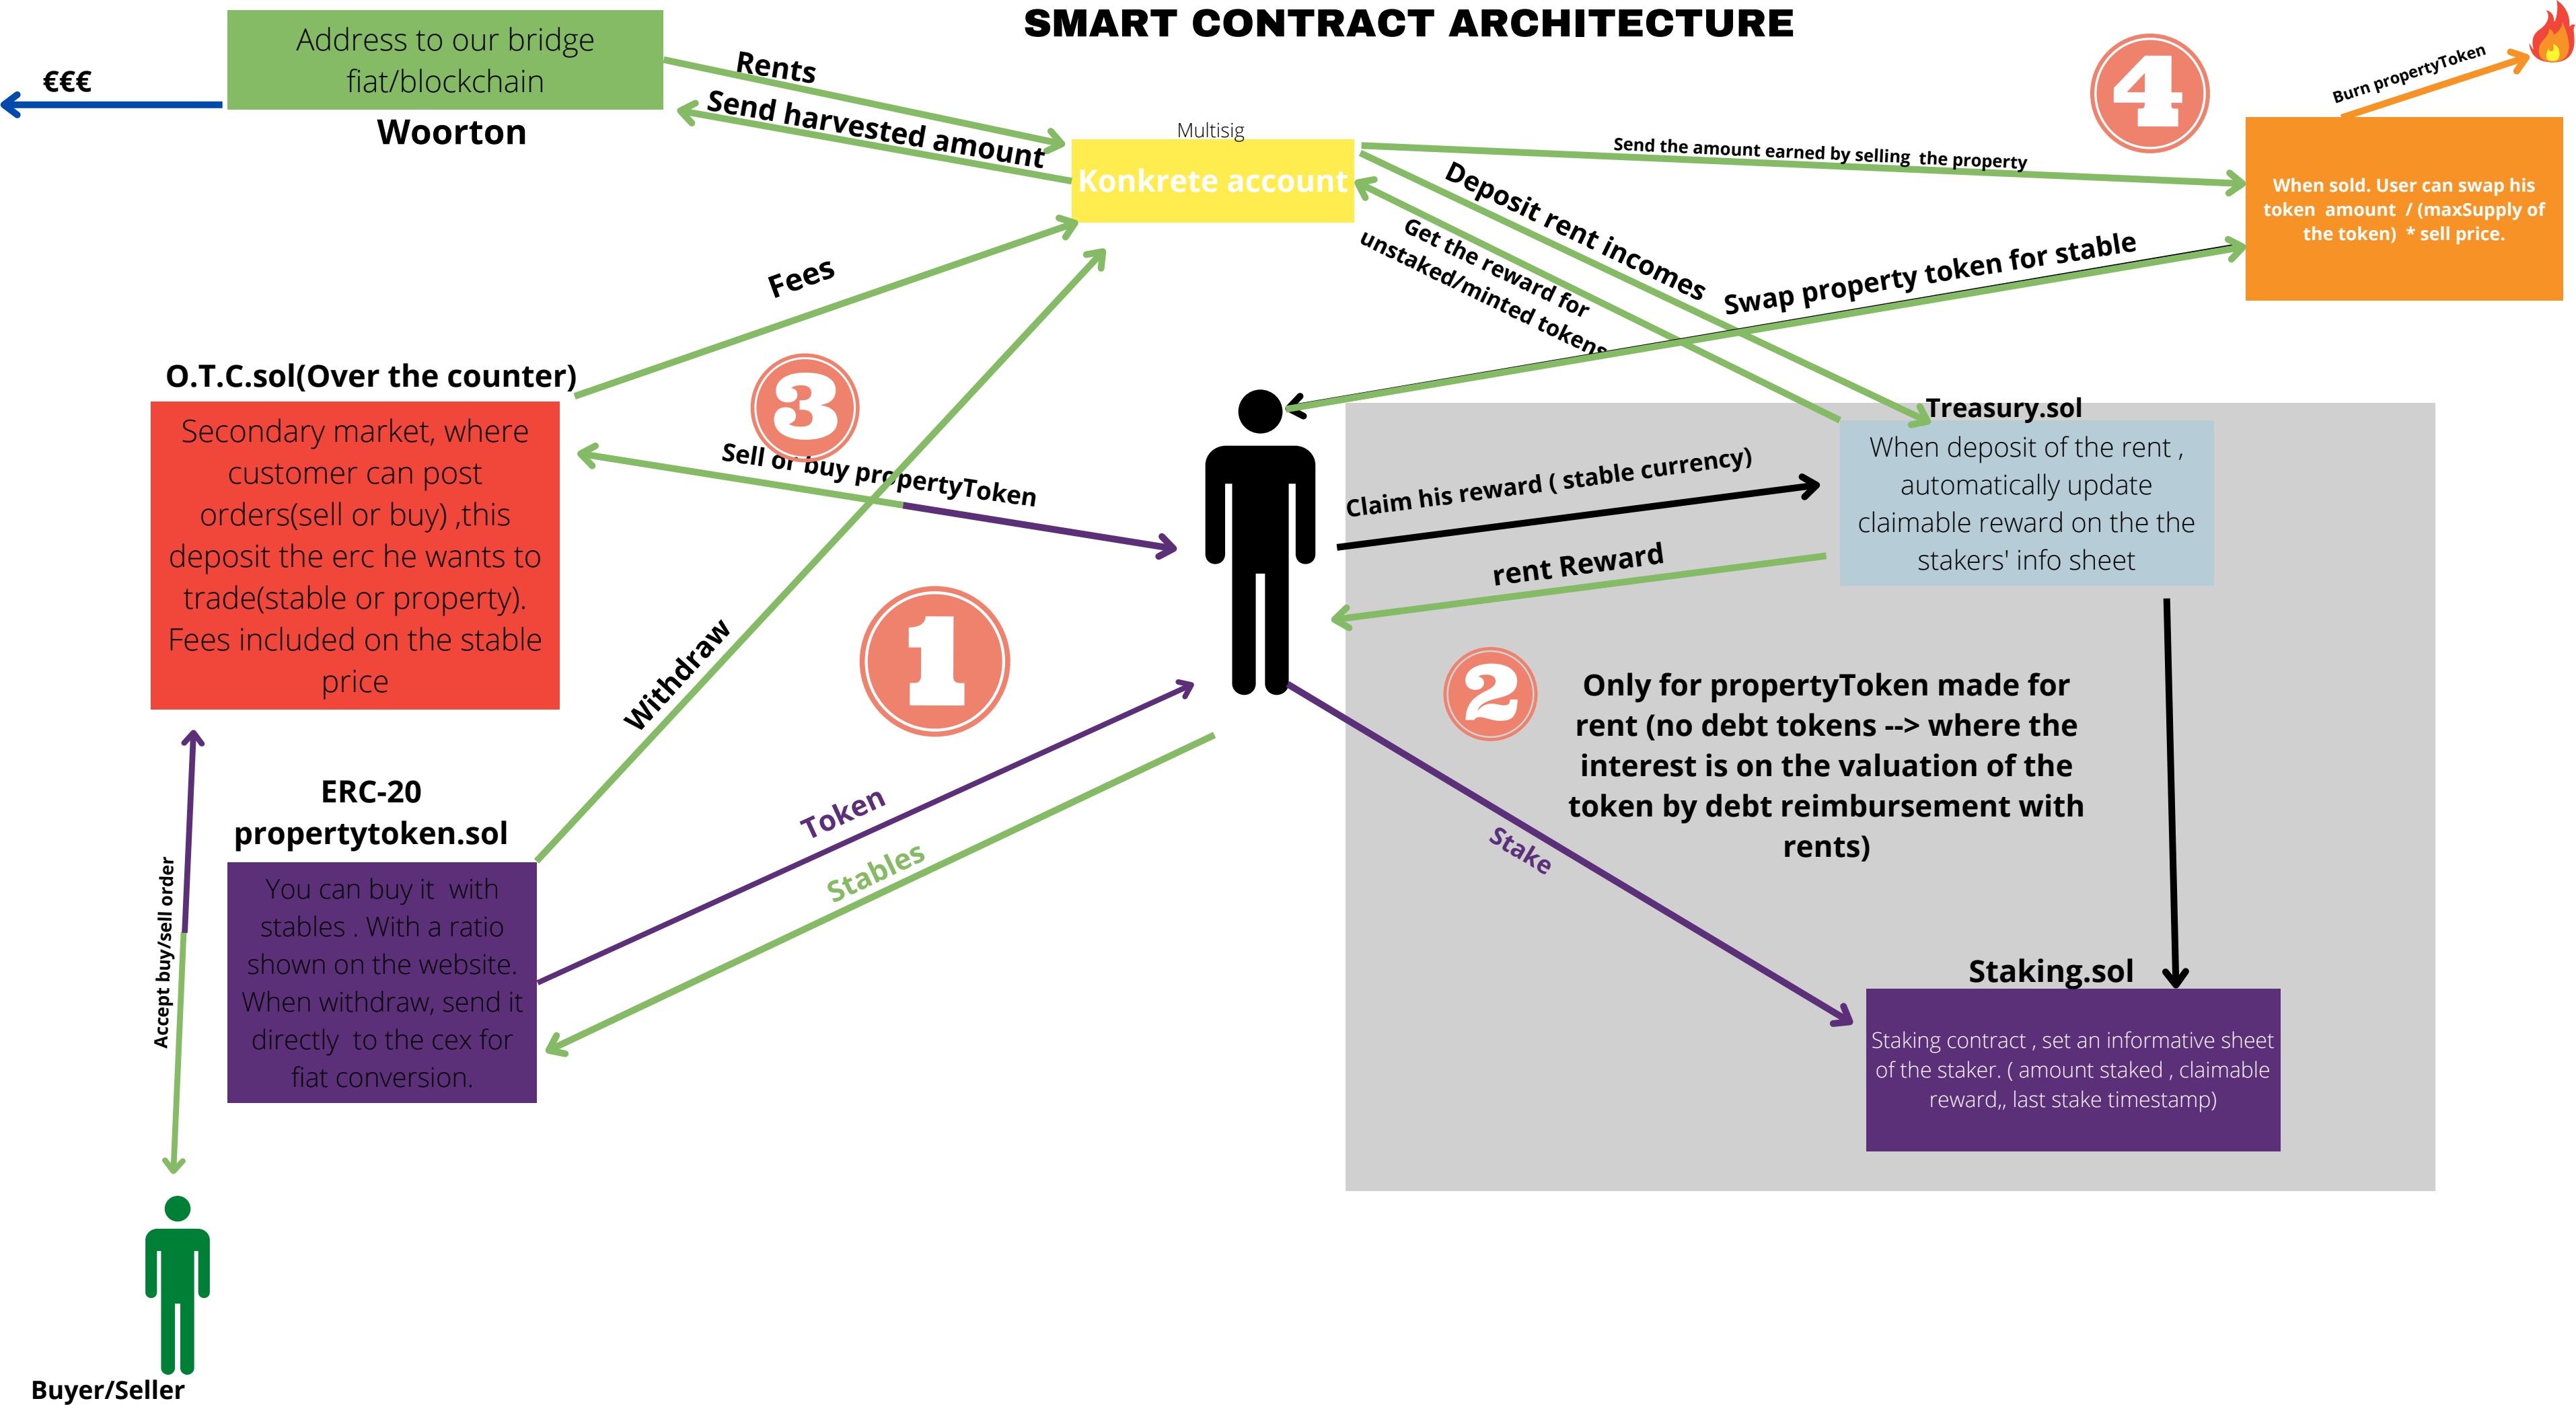 SMART CONTRACT ARCHITECTURE
Address to our bridge
fiat/blockchain
€€€
Woorton
Rents
Send harvested amount
Multisig
Konkrete account
4
Burn propertyToken
Send the amount earned by selling  the property
When sold. User can swap his
token  amount  / (maxSupply of
the token)  * sell price.
Deposit rent incomes
Get the reward for
unstaked/minted tokens
Swap property token for stable
Fees
O.T.C.sol(Over the counter)
Secondary market, where
customer can post
orders(sell or buy) ,this
deposit the erc he wants to
trade(stable or property).
Fees included on the stable
price
3
Sell or buy propertyToken
Treasury.sol
When deposit of the rent ,
automatically update
claimable reward on the the
stakers' info sheet
Claim his reward ( stable currency)
rent Reward
Withdraw
1
2
Only for propertyToken made for
rent (no debt tokens --> where the
interest is on the valuation of the
token by debt reimbursement with
rents)
ERC-20
propertytoken.sol
You can buy it  with
stables . With a ratio
shown on the website.
When withdraw, send it
directly  to the cex for
fiat conversion.
Token
Stables
Stake
Accept buy/sell order
Staking.sol
Staking contract , set an informative sheet
of the staker. ( amount staked , claimable
reward,, last stake timestamp)
Buyer/Seller